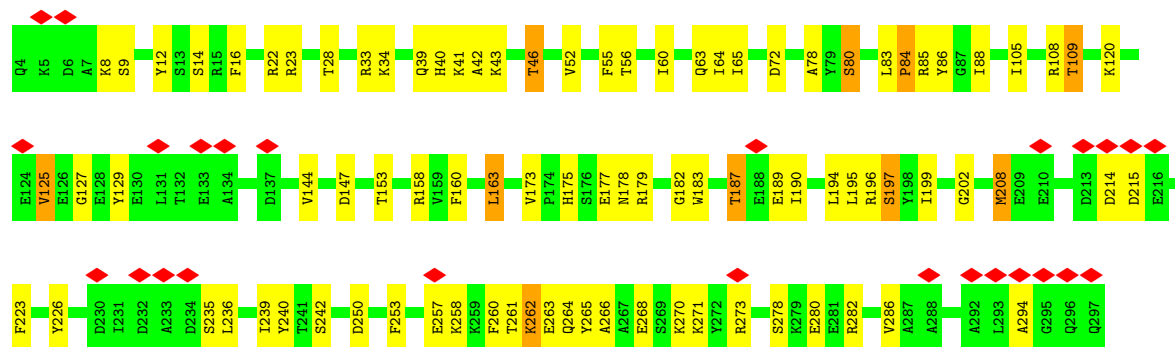 Q4 K5 D6 A7 K8 S9 Y12 S13 S14 R15 F16 R22 R23 T28 R33 K34 Q39 H40 K41 A42 K43 T46 V52 F55 T56 I60 Q63 I64 I65 D72 A78 Y79 S80 L83 P84 R85 Y86 G87 I88 I105 R108 T109 K120
E124 V125 E126 G127 E128 Y129 E130 L131 T132 E133 A134 D137 V144 D147 T153 R158 V159 F160 L163 V173 P174 H175 S176 E177 N178 R179 G182 W183 T187 E188 E189 I190 L194 L195 R196 S197 Y198 I199 G202 M208 E209 E210 D213 D214 D215 E216
F223 Y226 D230 I231 D232 A233 D234 S235 L236 I239 Y240 T241 S242 D250 F253 E257 K258 K259 F260 T261 K262 E263 Q264 Y265 A266 A267 E268 S269 K270 K271 Y272 R273 S278 K279 E280 E281 R282 V286 A287 A288 A292 L293 A294 G295 Q296 Q297